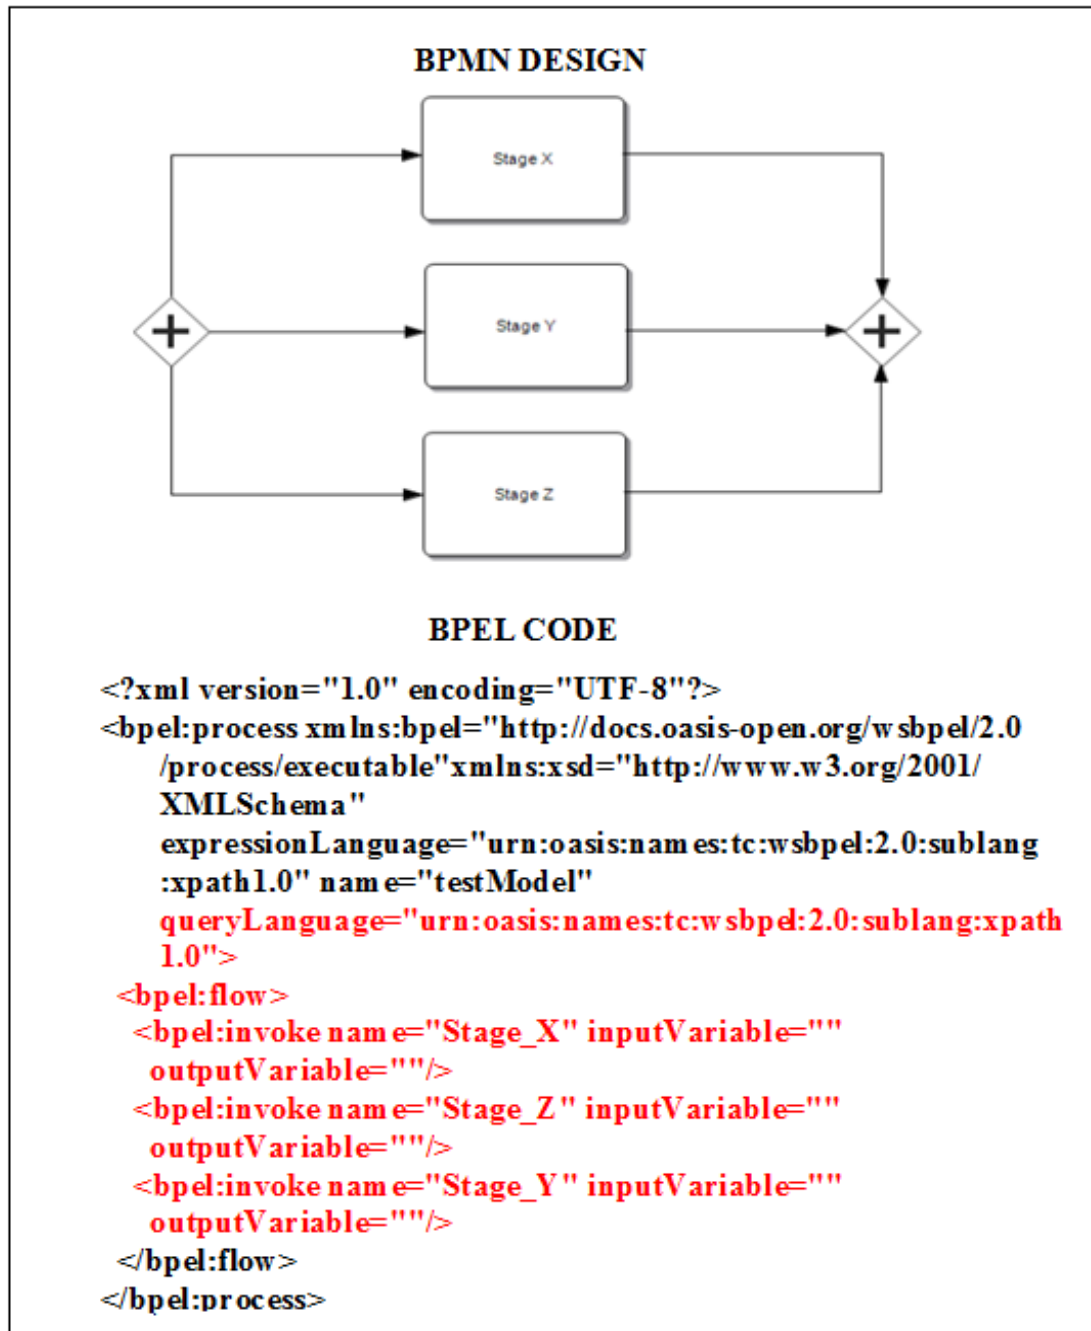 BPMN DESIGN
Stage X
Stage Y
Stage Z
BPEL CODE
<?xml version="1.0" encoding="UTF-8"?>
<bpel:process xmlns:bpel="http://docs.oasis-open.org/wsbpel/2.0
/process/executable"xmlns:xsd="http://www.w3.org/2001/
XMLSchema"
expressionLanguage="urn:oasis:names:tc:wsbpel:2.0:sublang
:xpath1.0" name="testModel"
queryLanguage="urn:oasis:names:tc:wsbpel:2.0:sublang:xpath
1.0">
<bpel:flow>
<bpel:invoke name="Stage_X" inputVariable=""
outputVariable=""/>
<bpel:invoke name="Stage_Z" inputVariable=""
outputVariable=""/>
<bpel:invoke name="Stage_Y" inputVariable=""
outputVariable=""/>
</bpel:flow>
</bpel:process>